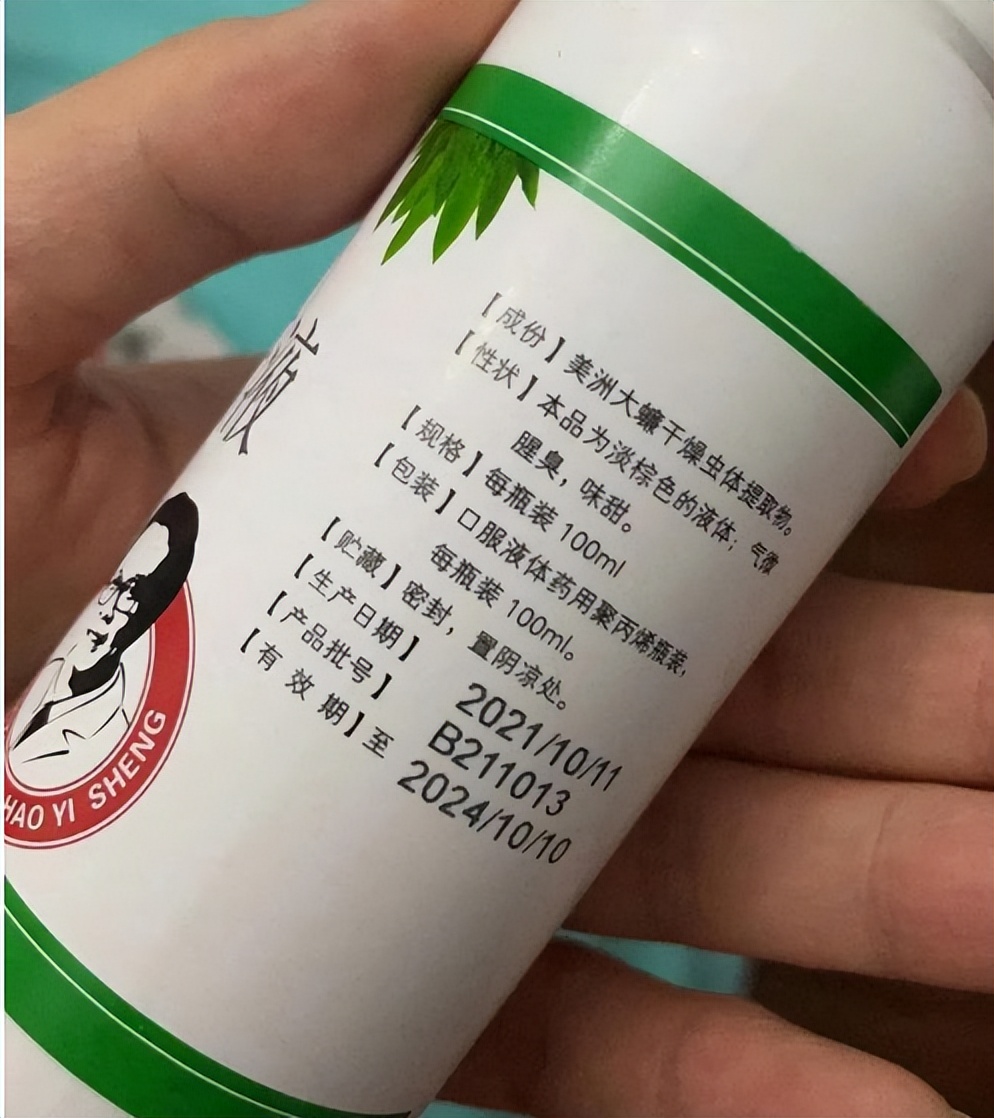 【成份】美洲大蠊干燥虫体提取物。
【性状】本品为淡棕色的液体；气微
腥臭，味甜。
【规格】每瓶装 100ml
【包装】口服液体药用聚丙烯瓶装，
每瓶装 100ml。
【贮藏】密封，置阴凉处。
【生产日期】 2021/10/11
【产品批号】 B211013
【有 效 期】至 2024/10/10
液
HAO YI SHENG